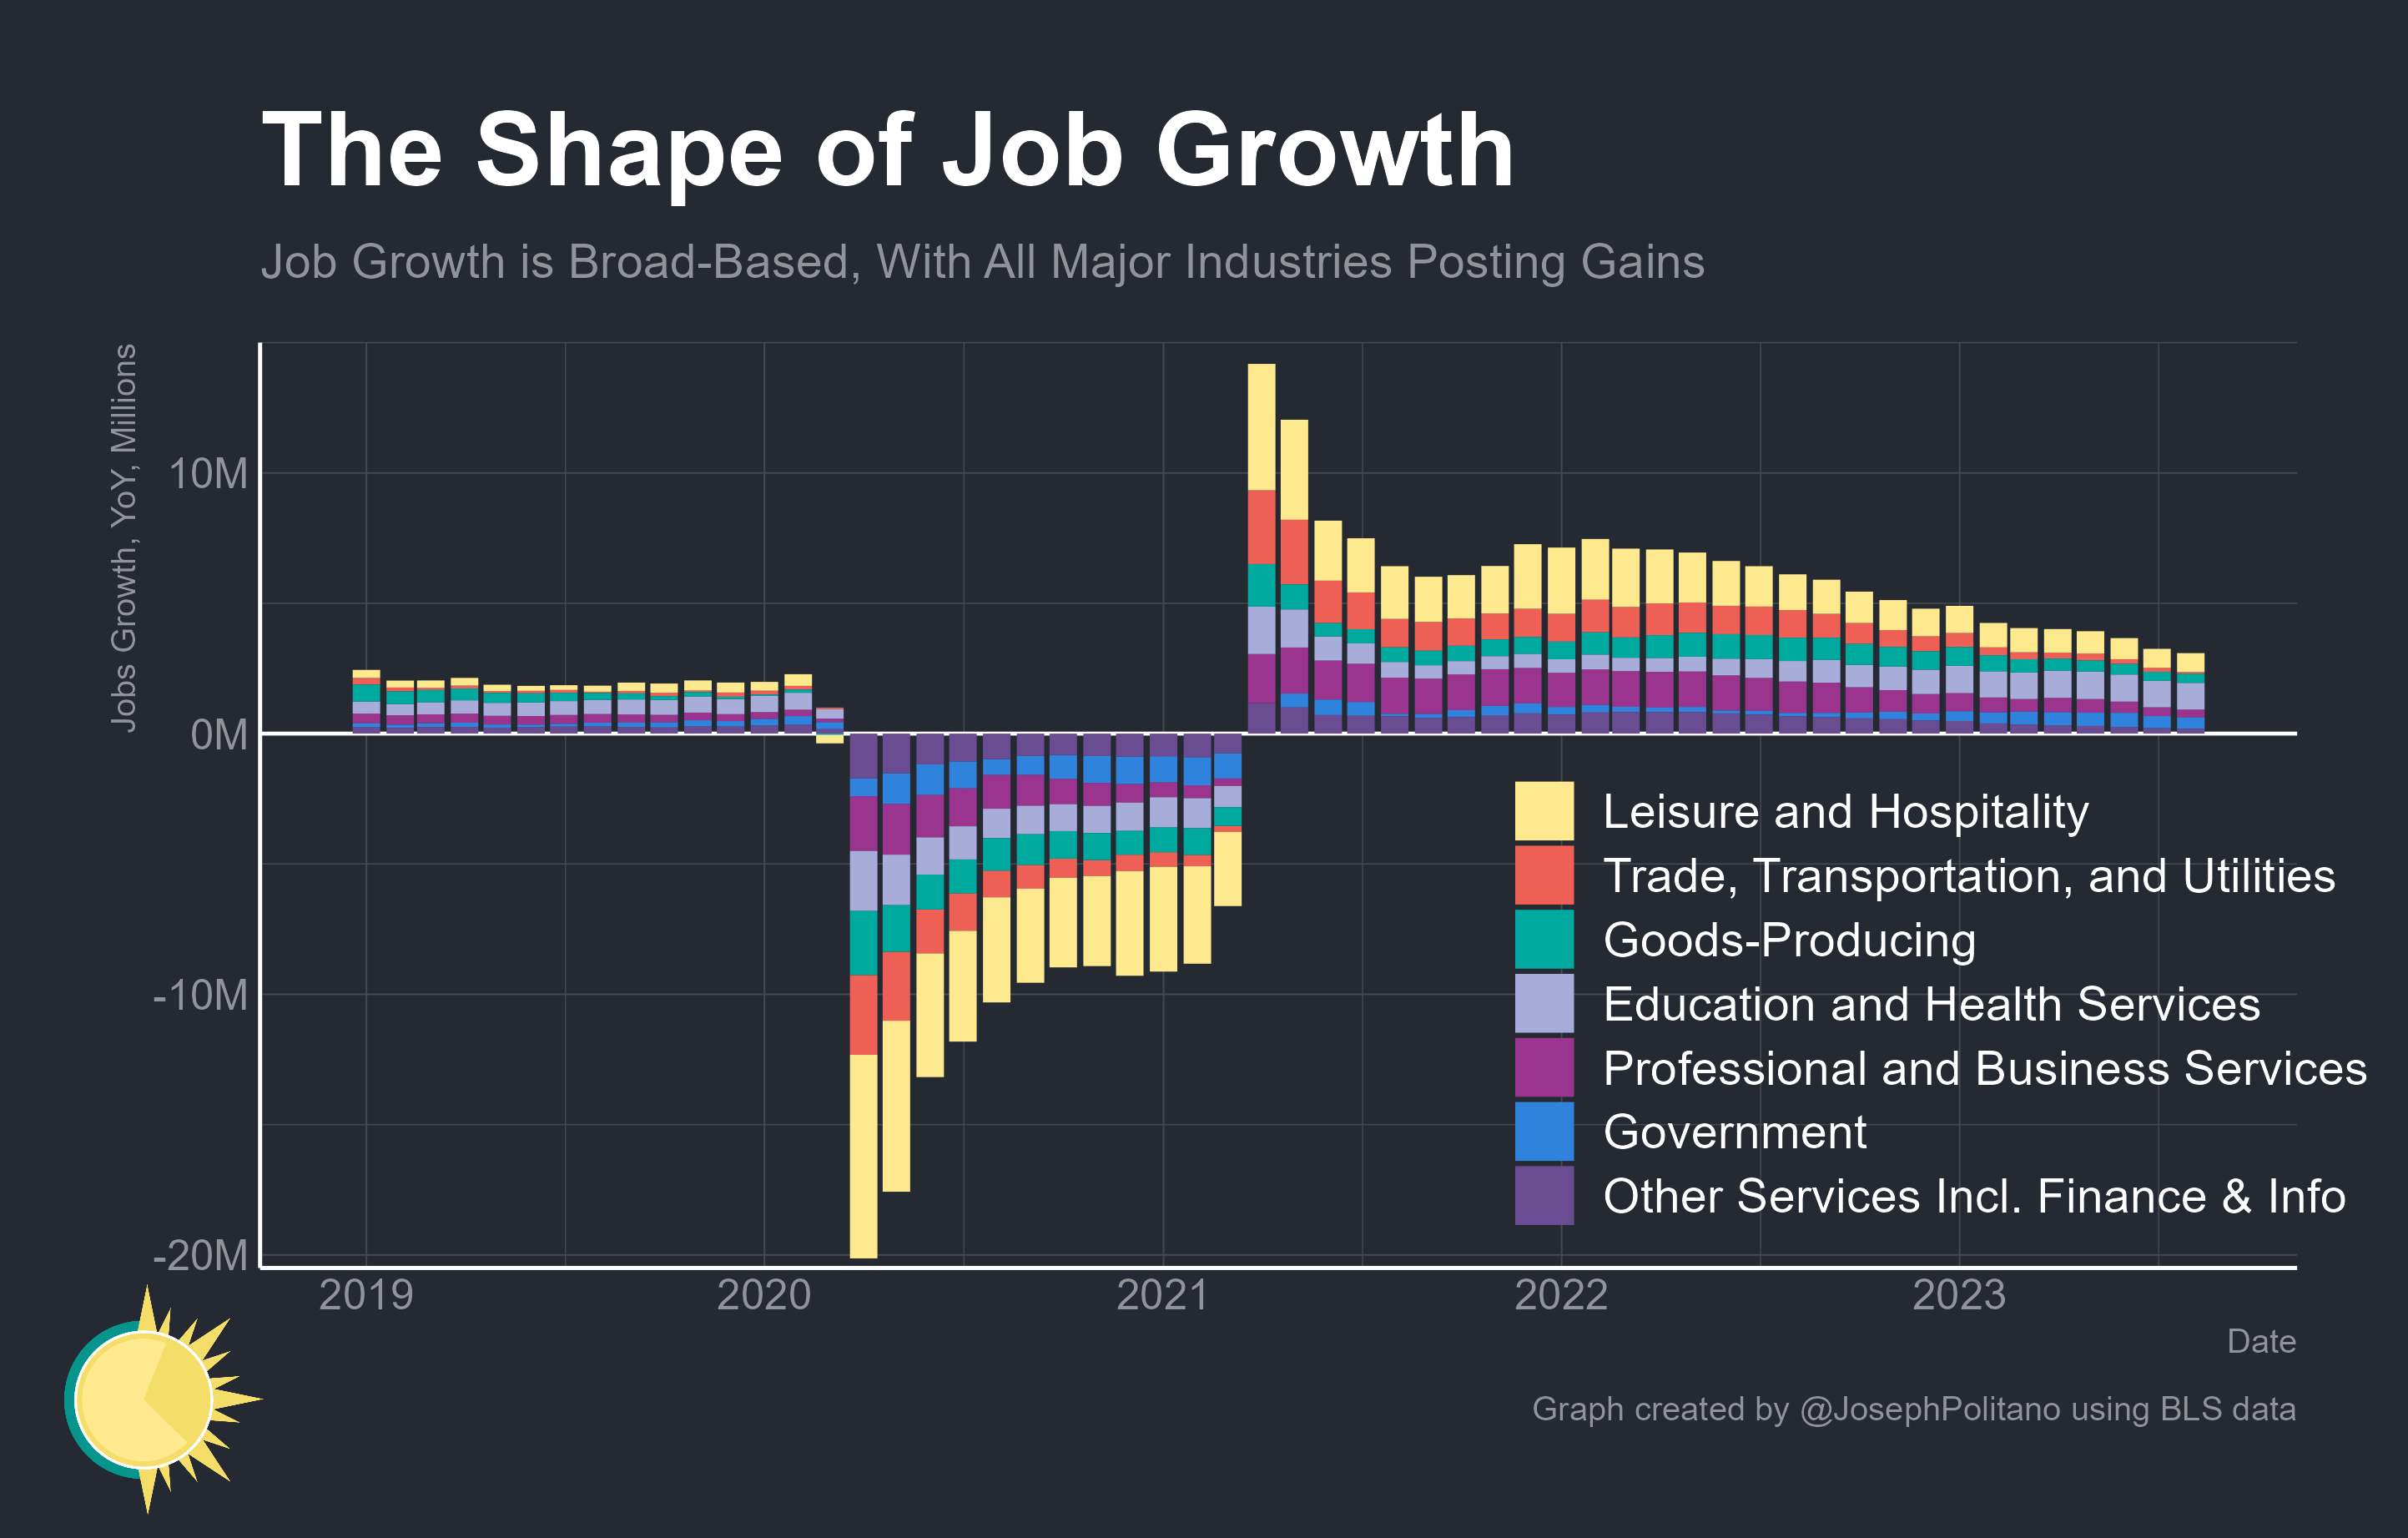 The Shape of Job Growth
Job Growth is Broad-Based, With All Major Industries Posting Gains
Jobs Growth, YoY, Millions
10M
0M
-10M
-20M
Leisure and Hospitality
Trade, Transportation, and Utilities
Goods-Producing
Education and Health Services
Professional and Business Services
Government
Other Services Incl. Finance & Info
2019 2020 2021 2022 2023
Date
Graph created by @JosephPolitano using BLS data